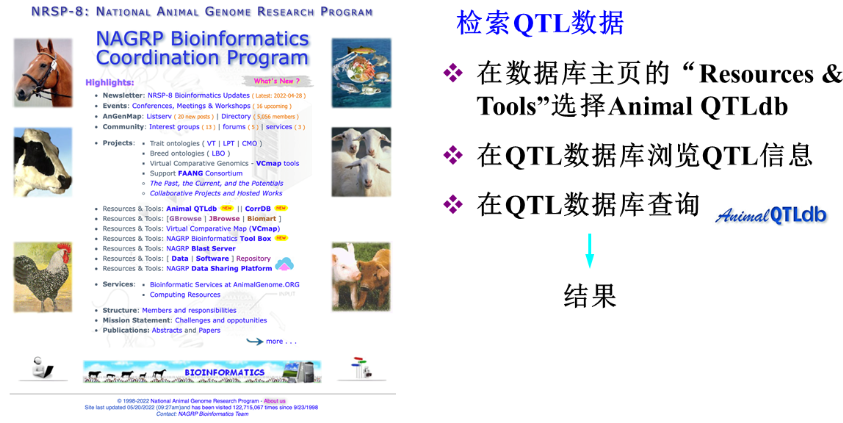 NRSP-8: NATIONAL ANIMAL GENOME RESEARCH PROGRAM
NAGRP Bioinformatics
Coordination Program
Highlights:
What's New ?
• Newsletter: NRSP-8 Bioinformatics Updates ( Latest: 2022-04-28 )
• Events: Conferences, Meetings & Workshops ( 16 upcoming )
• AnGenMap: Listserv ( 20 new posts ) | Directory ( 3,056 members )
• Community: Interest groups ( 13 ) | forums ( 5 ) | services ( 3 )
• Projects:
• Trait ontologies ( VT | LPT | CMO )
◦ Breed ontologies ( LBO )
◦ Virtual Comparative Genomics - VCmap tools
• Support FAANG Consortium
◦ The Past, the Current, and the Potentials
◦ Collaborative Projects and Hosted Works
• Resources & Tools: Animal QTLdb NEW || CorrDB NEW
• Resources & Tools: [GBrowse | JBrowse | Biomart ]
• Resources & Tools: Virtual Comparative Map (VCmap)
• Resources & Tools: NAGRP Bioinformatics Tool Box NEW
• Resources & Tools: NAGRP Blast Server
• Resources & Tools: [ Data | Software ] Repository
• Resources & Tools: NAGRP Data Sharing Platform
• Services:
• Bioinformatic Services at AnimalGenome.ORG
• Computing Resources
• Structure: Members and responsibilities
• Mission Statement: Challenges and oppotunities
• Publications: Abstracts and Papers
more . . .
BIOINFORMATICS
© 1998-2022 National Animal Genome Research Program - About us
Site last updated 05/20/2022 (09:27am)and has been visited 122,715,067 times since 9/23/1998
Contact: NAGRP Bioinformatics Team
检索QTL数据
❖ 在数据库主页的“Resources &
Tools”选择Animal QTLdb
❖ 在QTL数据库浏览QTL信息
❖ 在QTL数据库查询
AnimalQTLdb
结果